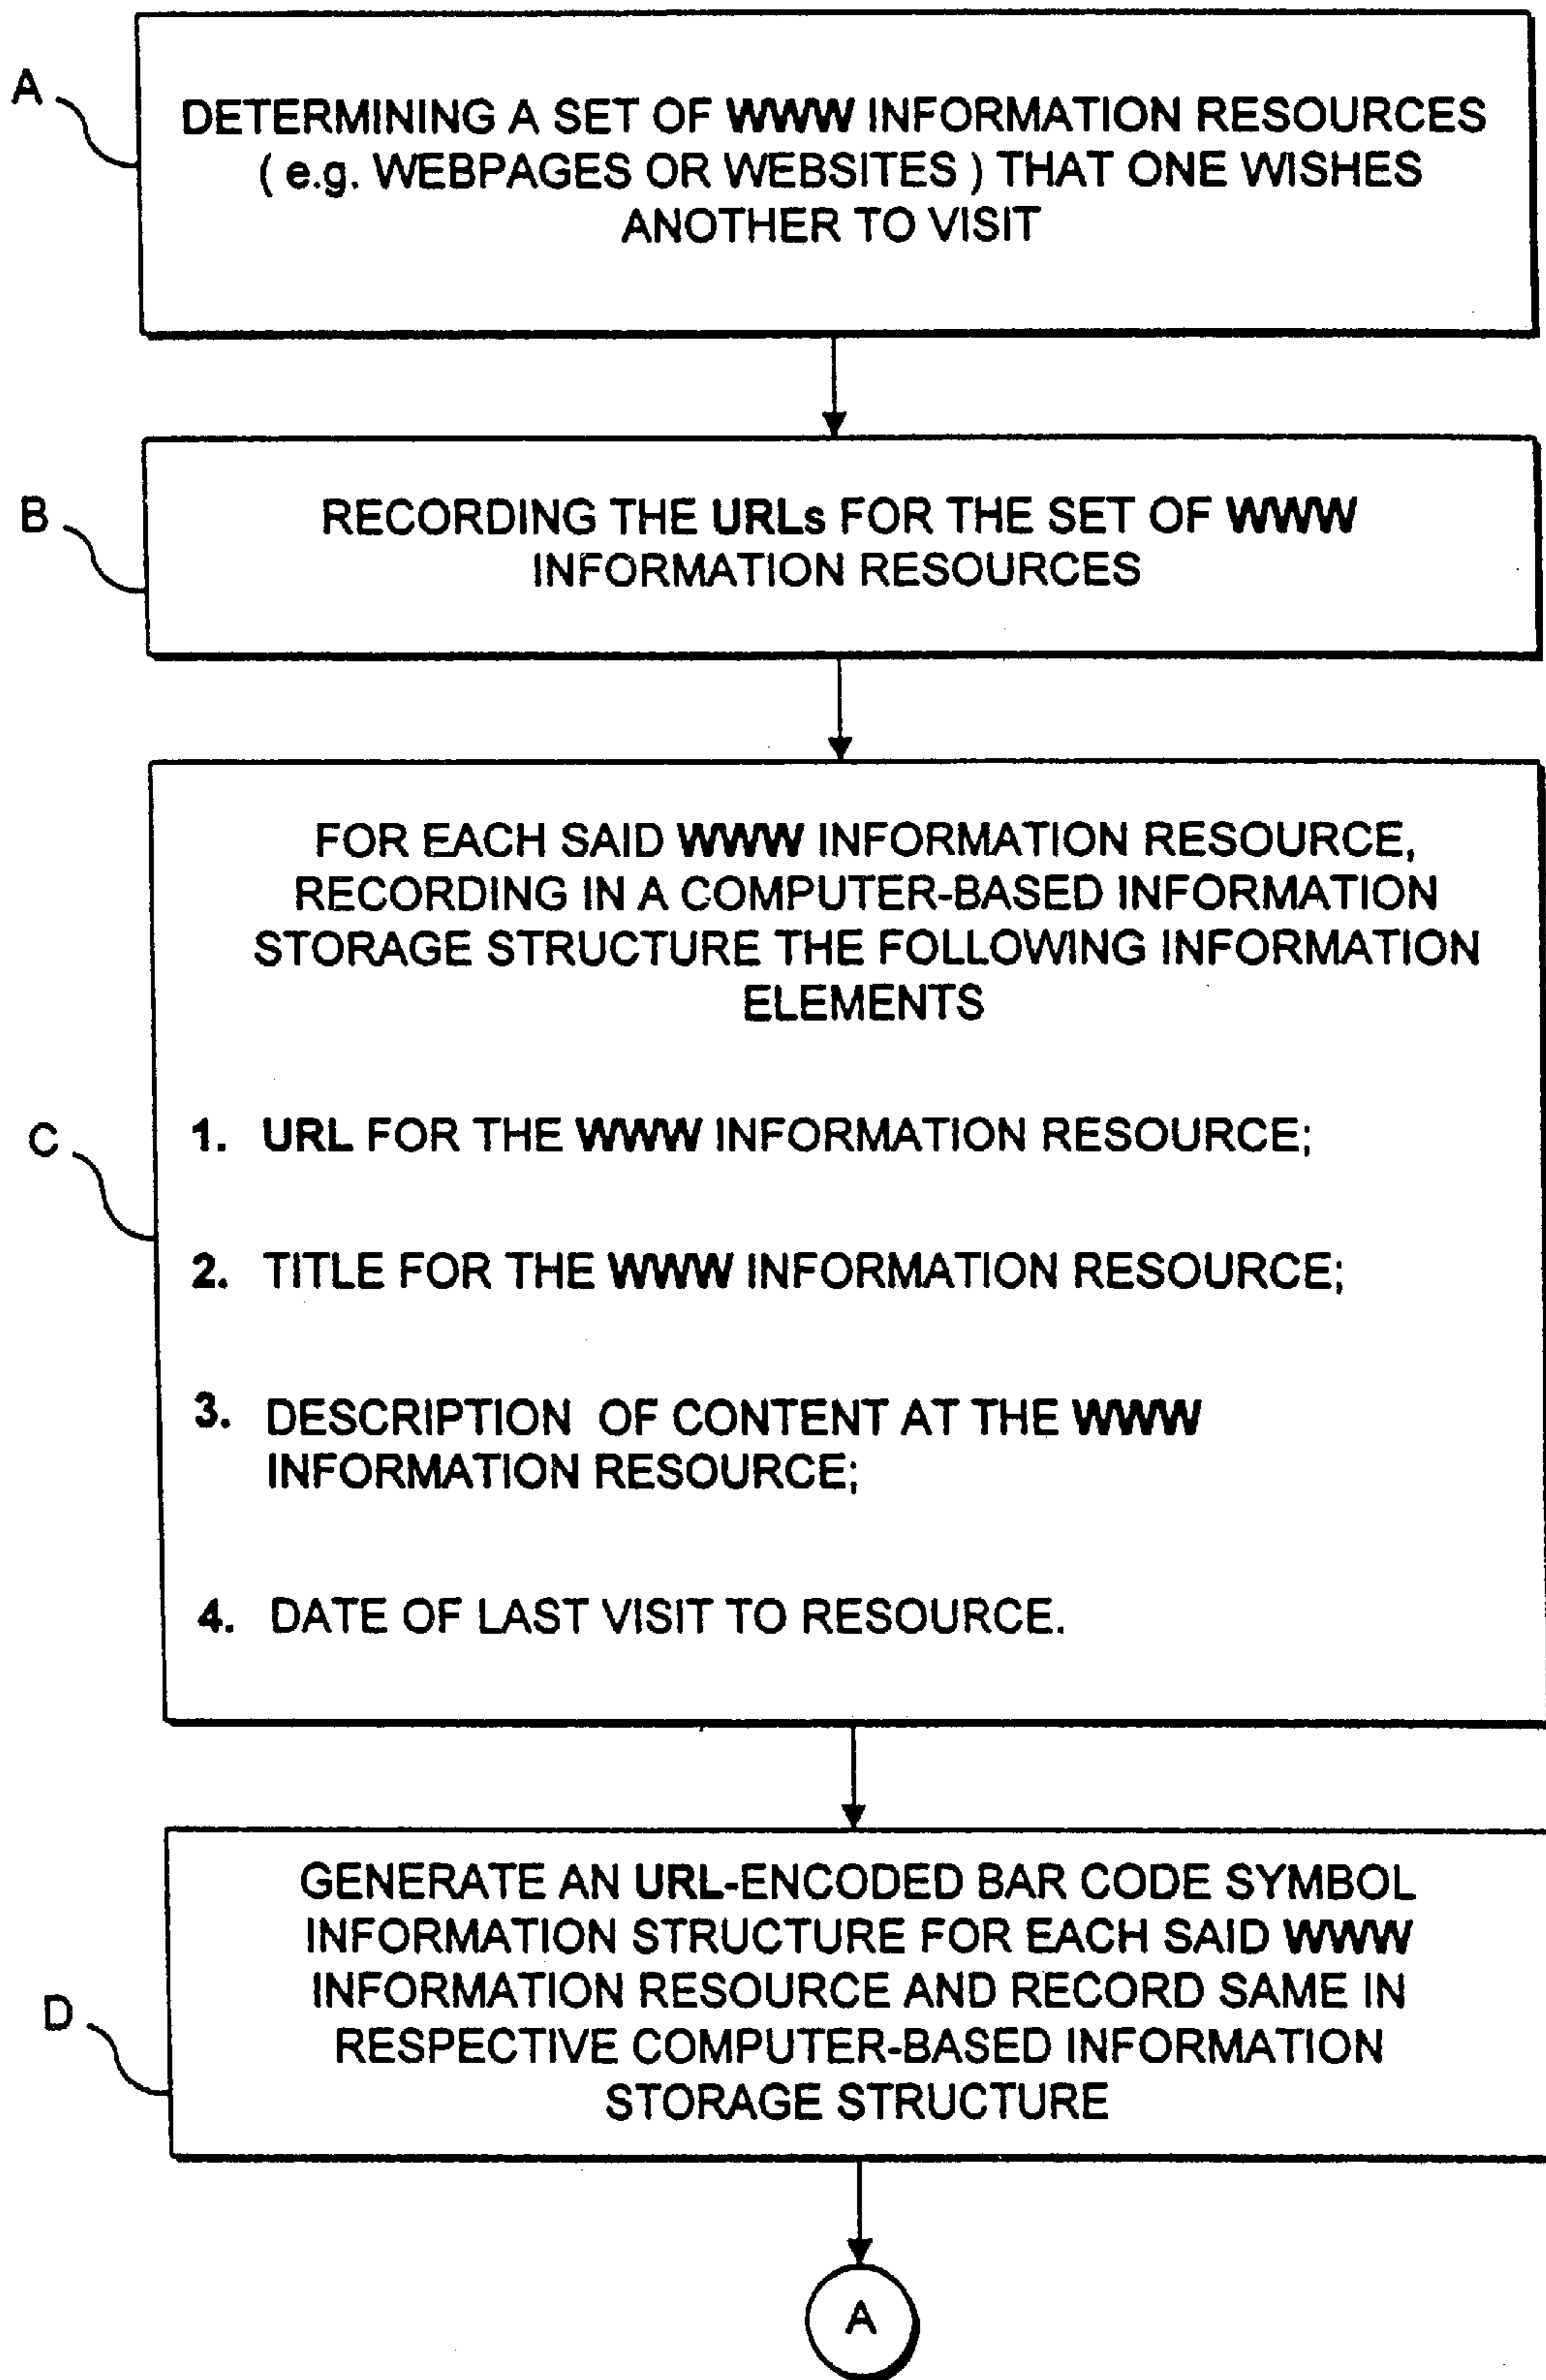 A
DETERMINING A SET OF WWW INFORMATION RESOURCES
( e.g. WEBPAGES OR WEBSITES ) THAT ONE WISHES
ANOTHER TO VISIT
B
RECORDING THE URLs FOR THE SET OF WWW
INFORMATION RESOURCES
C
FOR EACH SAID WWW INFORMATION RESOURCE,
RECORDING IN A COMPUTER-BASED INFORMATION
STORAGE STRUCTURE THE FOLLOWING INFORMATION
ELEMENTS
1. URL FOR THE WWW INFORMATION RESOURCE;
2. TITLE FOR THE WWW INFORMATION RESOURCE;
3. DESCRIPTION OF CONTENT AT THE WWW
INFORMATION RESOURCE;
4. DATE OF LAST VISIT TO RESOURCE.
D
GENERATE AN URL-ENCODED BAR CODE SYMBOL
INFORMATION STRUCTURE FOR EACH SAID WWW
INFORMATION RESOURCE AND RECORD SAME IN
RESPECTIVE COMPUTER-BASED INFORMATION
STORAGE STRUCTURE
A